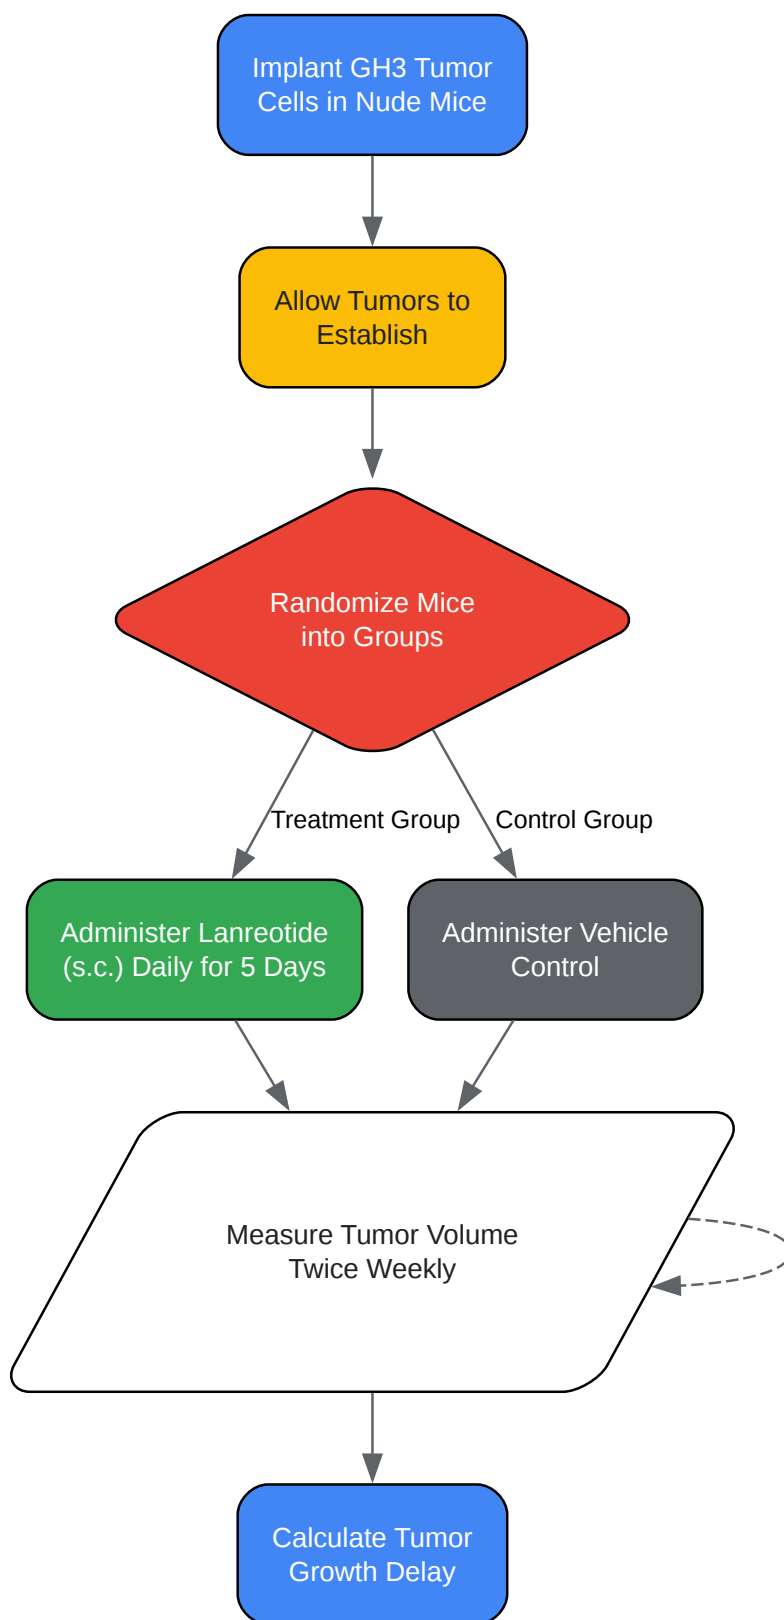 Implant GH3 Tumor
Cells in Nude Mice
Allow Tumors to
Establish
Randomize Mice
into Groups
Treatment Group
Control Group
Administer Lanreotide
(s.c.) Daily for 5 Days
Administer Vehicle
Control
Measure Tumor Volume
Twice Weekly
Calculate Tumor
Growth Delay